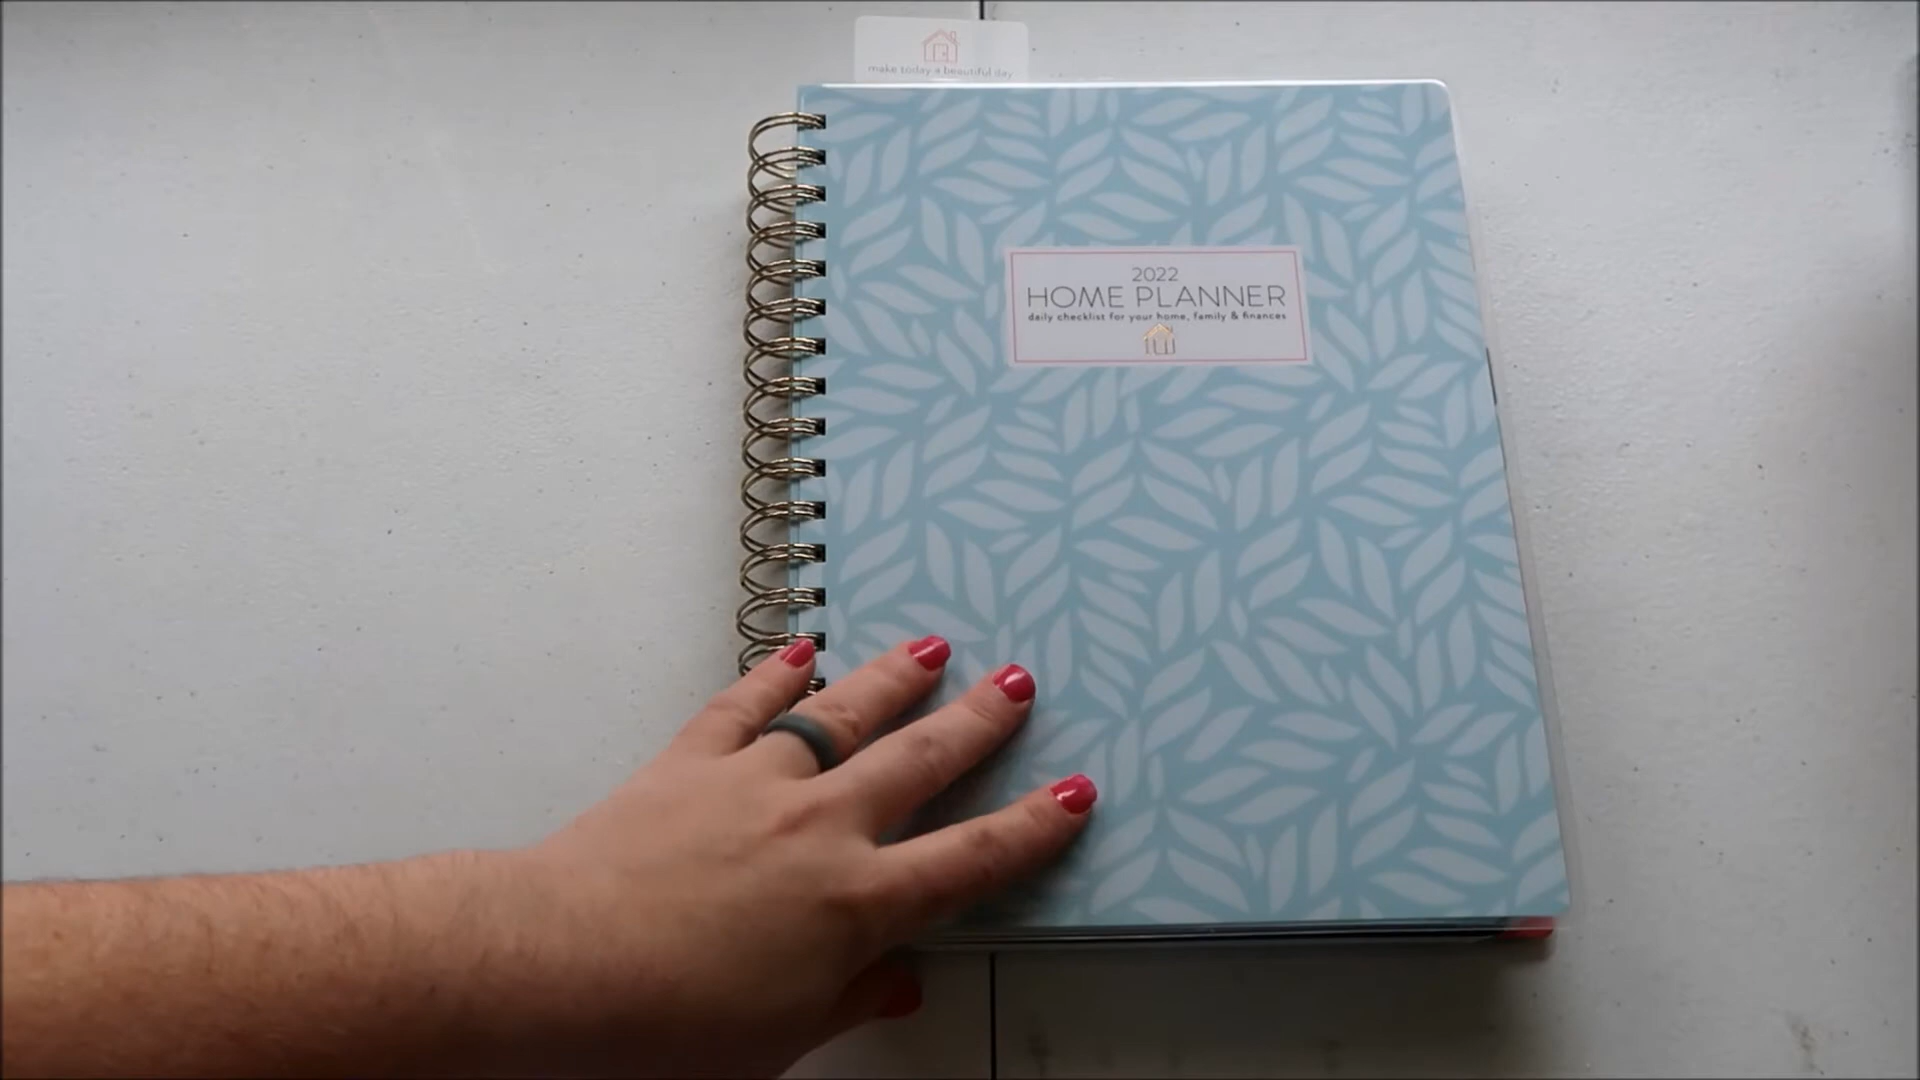 make today a beautiful day
2022
HOME PLANNER
daily checklist for your home, family & finances